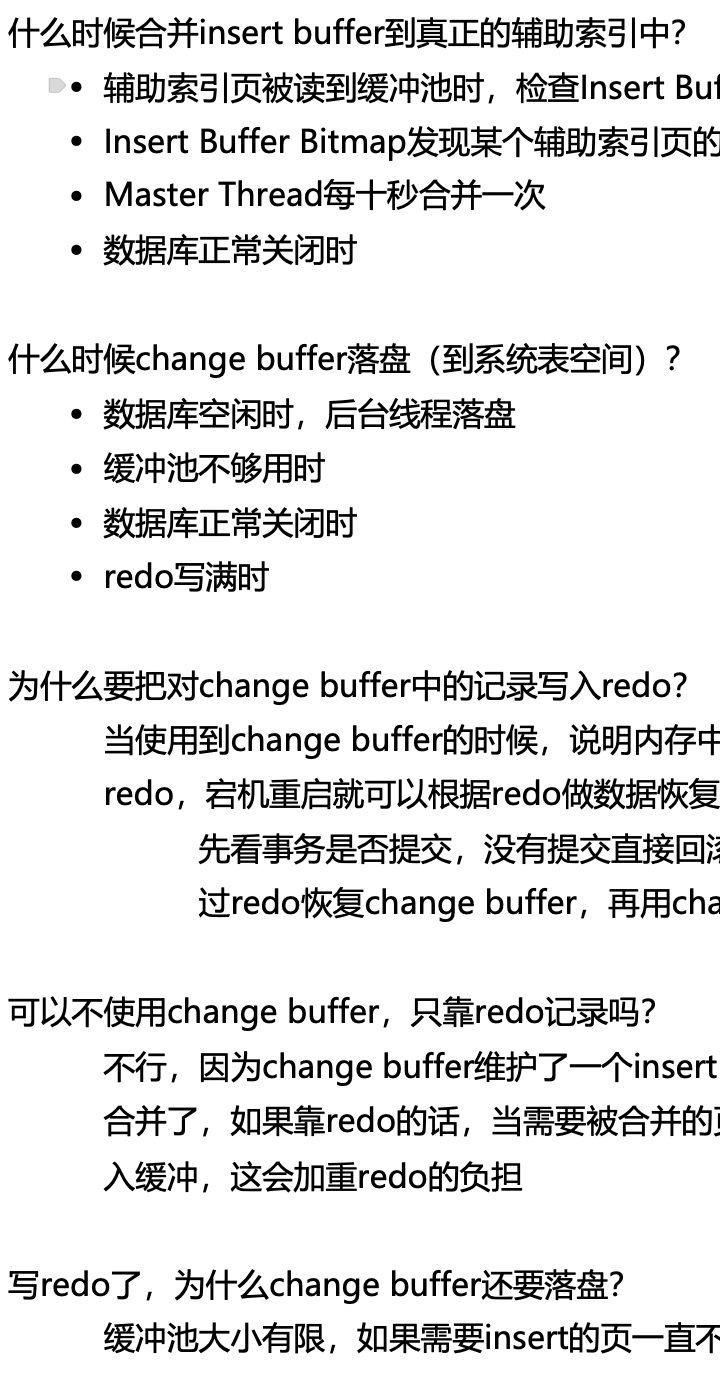 什么时候合并insert buffer到真正的辅助索引中？
• 辅助索引页被读到缓冲池时，检查Insert Buf
• Insert Buffer Bitmap发现某个辅助索引页的
• Master Thread每十秒合并一次
• 数据库正常关闭时
什么时候change buffer落盘（到系统表空间）？
• 数据库空闲时，后台线程落盘
• 缓冲池不够用时
• 数据库正常关闭时
• redo写满时
为什么要把对change buffer中的记录写入redo？
当使用到change buffer的时候，说明内存中
redo，宕机重启就可以根据redo做数据恢复
先看事务是否提交，没有提交直接回滚
过redo恢复change buffer，再用cha
可以不使用change buffer，只靠redo记录吗？
不行，因为change buffer维护了一个insert
合并了，如果靠redo的话，当需要被合并的页
入缓冲，这会加重redo的负担
写redo了，为什么change buffer还要落盘？
缓冲池大小有限，如果需要insert的页一直不